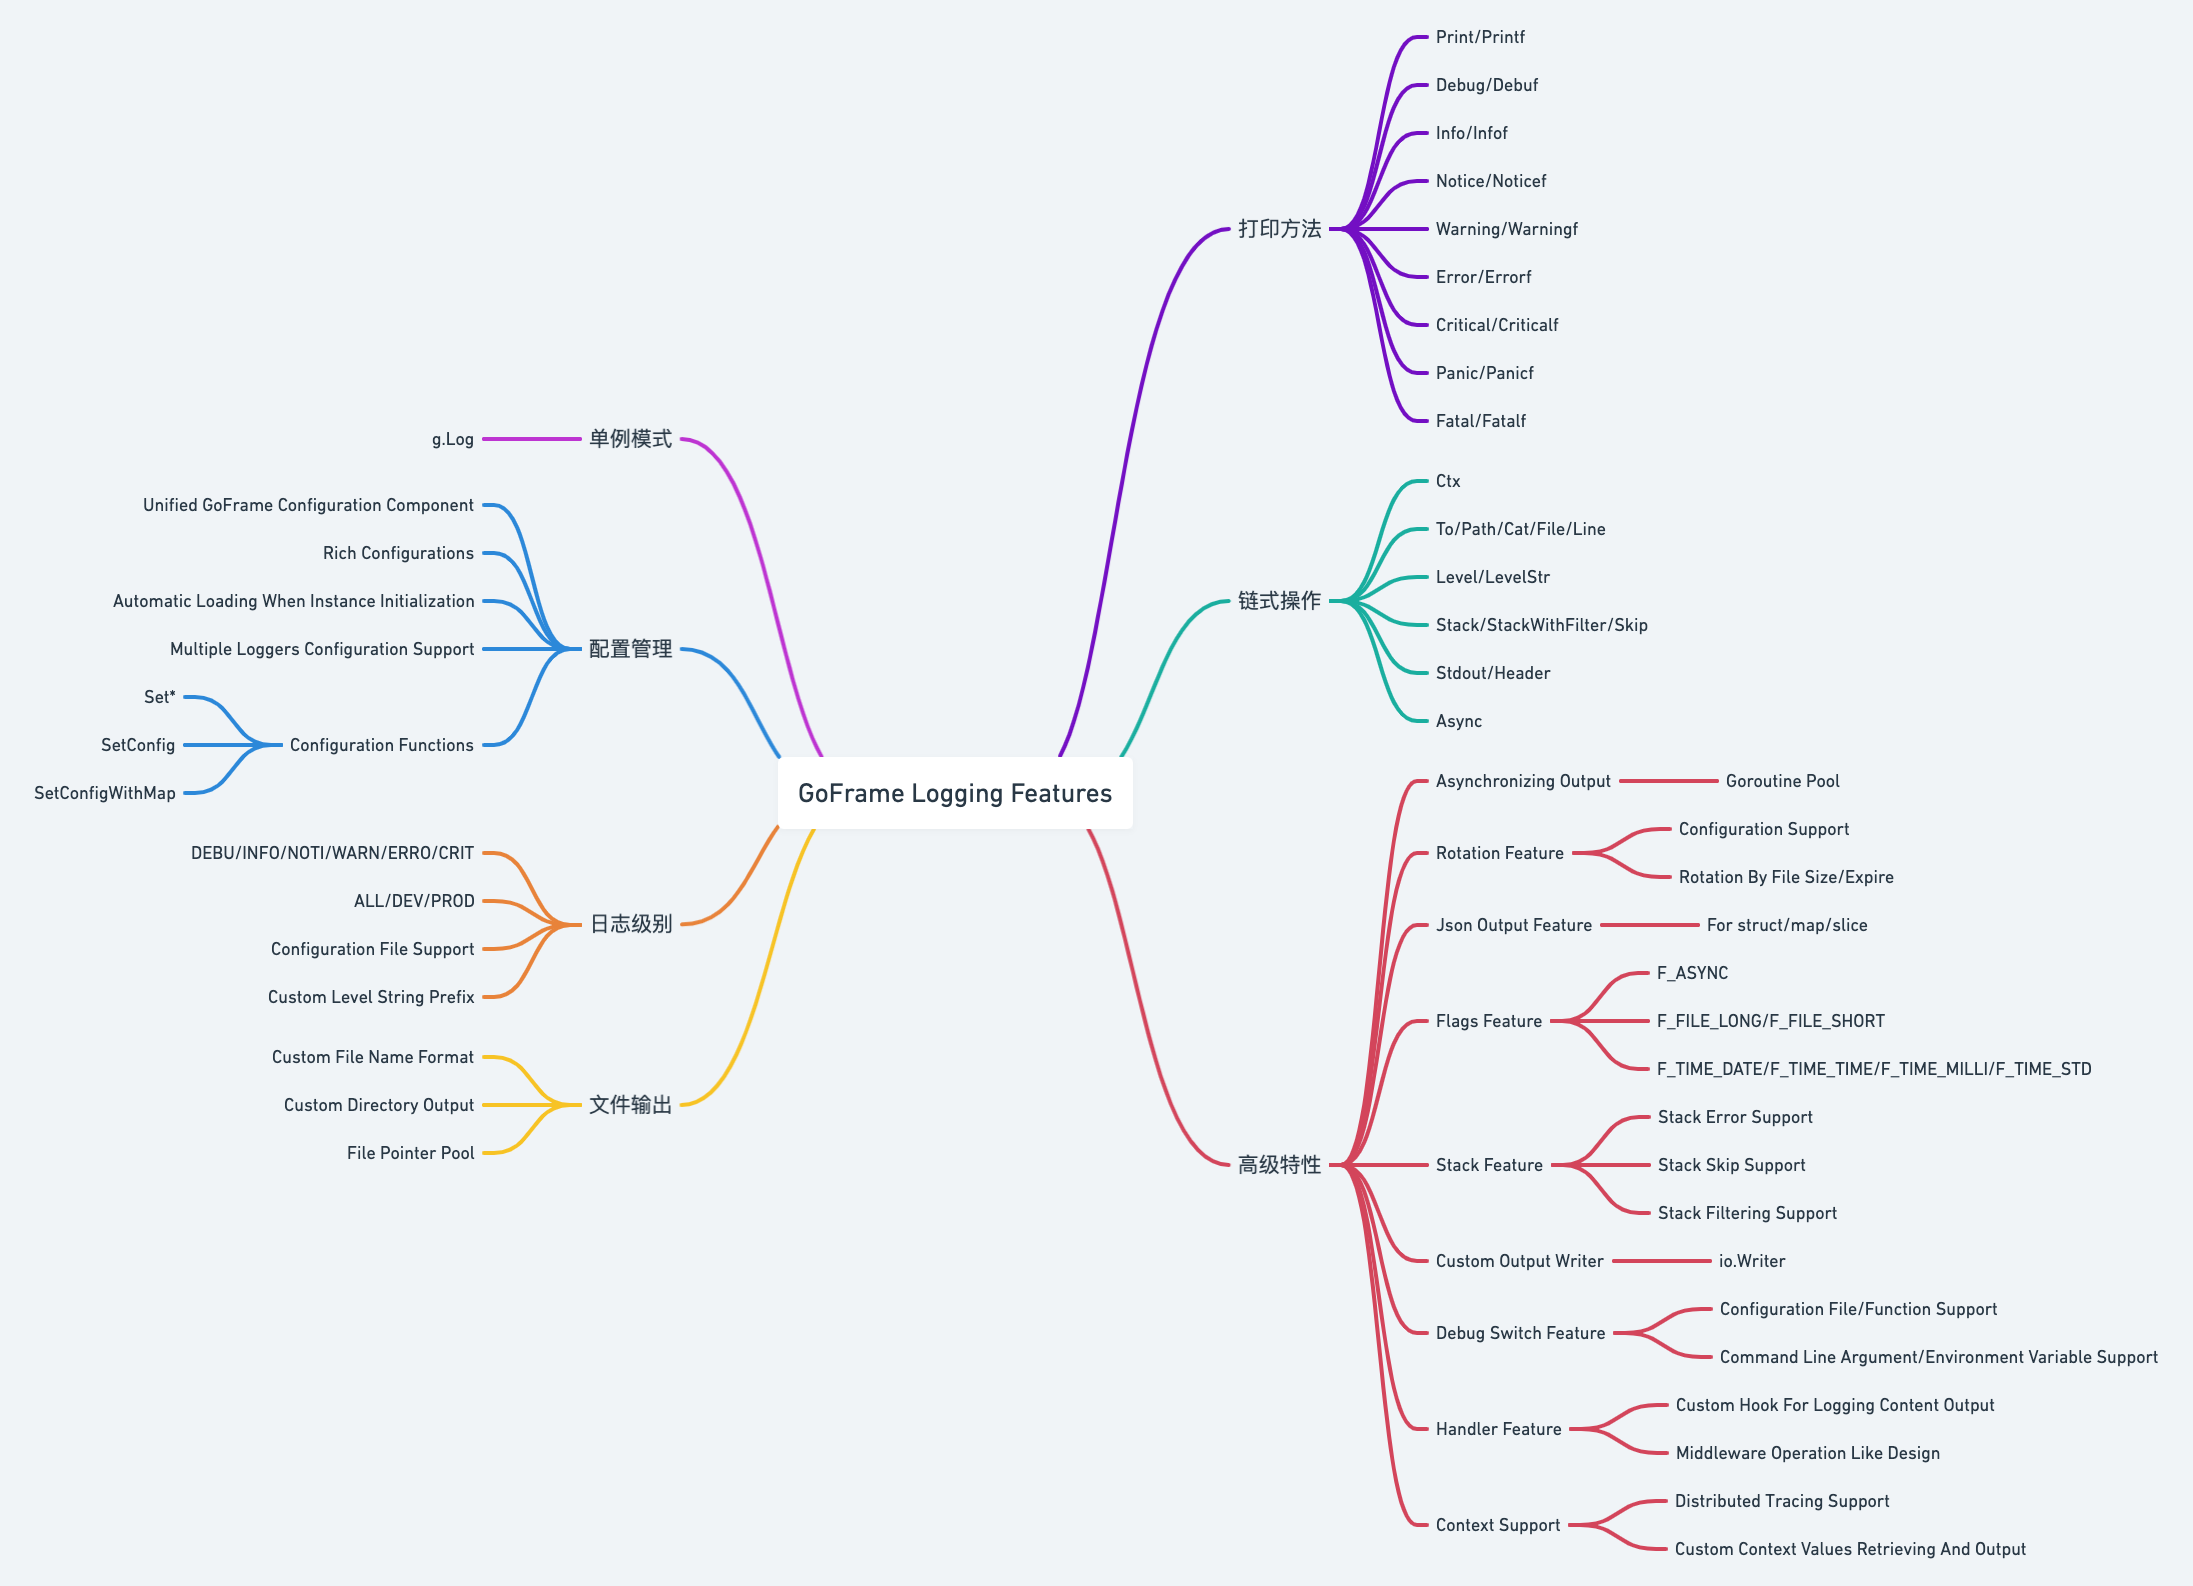 GoFrame Logging Features
打印方法
Print/Printf
Debug/Debuf
Info/Infof
Notice/Noticef
Warning/Warningf
Error/Errorf
Critical/Criticalf
Panic/Panicf
Fatal/Fatalf
链式操作
Ctx
To/Path/Cat/File/Line
Level/LevelStr
Stack/StackWithFilter/Skip
Stdout/Header
Async
高级特性
Asynchronizing Output
Goroutine Pool
Rotation Feature
Configuration Support
Rotation By File Size/Expire
Json Output Feature
For struct/map/slice
Flags Feature
F_ASYNC
F_FILE_LONG/F_FILE_SHORT
F_TIME_DATE/F_TIME_TIME/F_TIME_MILLI/F_TIME_STD
Stack Feature
Stack Error Support
Stack Skip Support
Stack Filtering Support
Custom Output Writer
io.Writer
Debug Switch Feature
Configuration File/Function Support
Command Line Argument/Environment Variable Support
Handler Feature
Custom Hook For Logging Content Output
Middleware Operation Like Design
Context Support
Distributed Tracing Support
Custom Context Values Retrieving And Output
单例模式
g.Log
配置管理
Unified GoFrame Configuration Component
Rich Configurations
Automatic Loading When Instance Initialization
Multiple Loggers Configuration Support
Configuration Functions
Set*
SetConfig
SetConfigWithMap
日志级别
DEBU/INFO/NOTI/WARN/ERRO/CRIT
ALL/DEV/PROD
Configuration File Support
Custom Level String Prefix
文件输出
Custom File Name Format
Custom Directory Output
File Pointer Pool